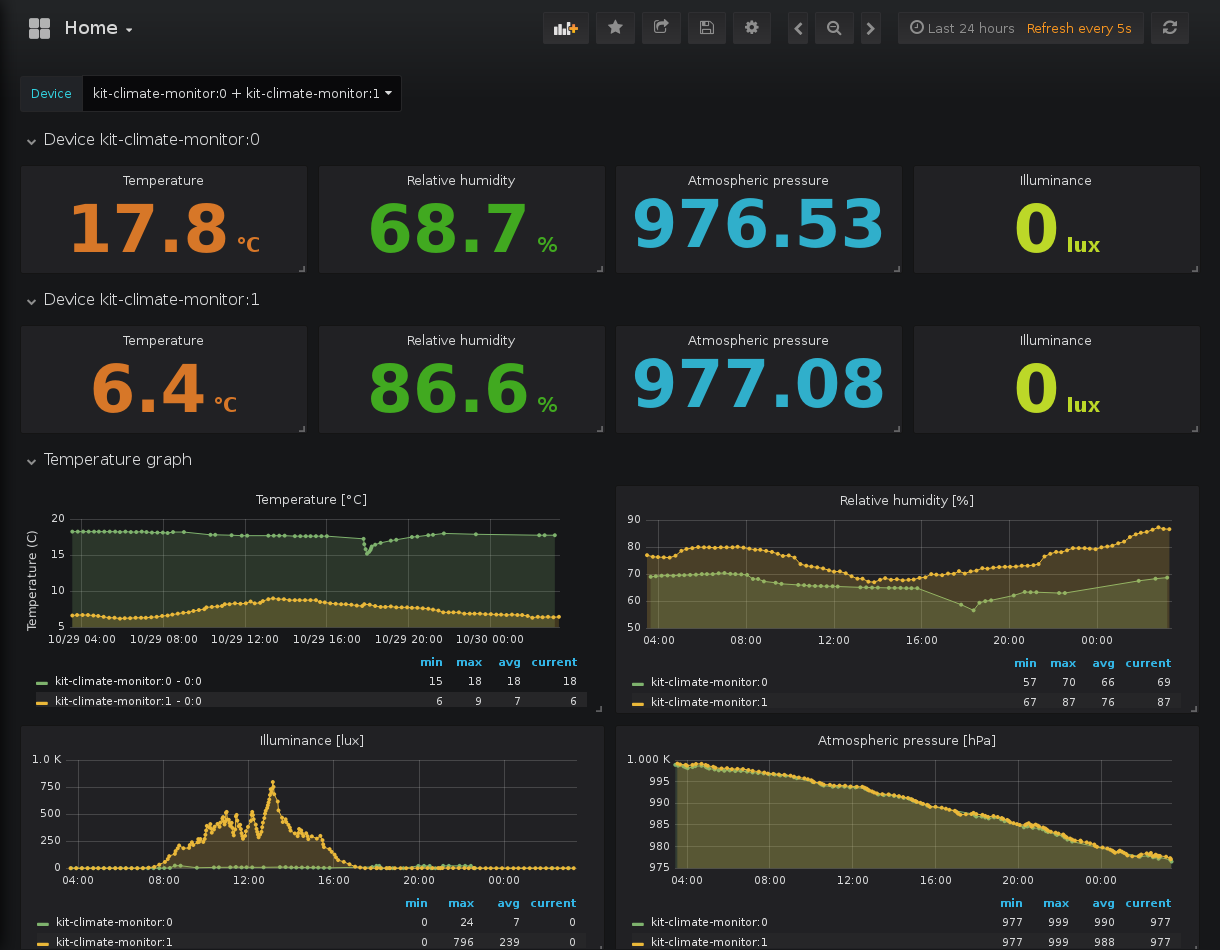 Home
Last 24 hours Refresh every 5s
Device kit-climate-monitor:0 + kit-climate-monitor:1
Device kit-climate-monitor:0
Temperature Relative humidity Atmospheric pressure Illuminance
17.8 °C 68.7 % 976.53 0 lux
Device kit-climate-monitor:1
Temperature Relative humidity Atmospheric pressure Illuminance
6.4 °C 86.6 % 977.08 0 lux
Temperature graph
Temperature [°C]
Temperature (C)
20
15
10
5
10/29 04:00 10/29 08:00 10/29 12:00 10/29 16:00 10/29 20:00 10/30 00:00
min max avg current
kit-climate-monitor:0 - 0:0 15 18 18 18
kit-climate-monitor:1 - 0:0 6 9 7 6
Relative humidity [%]
90
80
70
60
50
04:00 08:00 12:00 16:00 20:00 00:00
min max avg current
kit-climate-monitor:0 57 70 66 69
kit-climate-monitor:1 67 87 76 87
Illuminance [lux]
1.0 K
750
500
250
0
04:00 08:00 12:00 16:00 20:00 00:00
min max avg current
kit-climate-monitor:0 0 24 7 0
kit-climate-monitor:1 0 796 239 0
Atmospheric pressure [hPa]
1.000 K
995
990
985
980
975
04:00 08:00 12:00 16:00 20:00 00:00
min max avg current
kit-climate-monitor:0 977 999 990 977
kit-climate-monitor:1 977 999 988 977